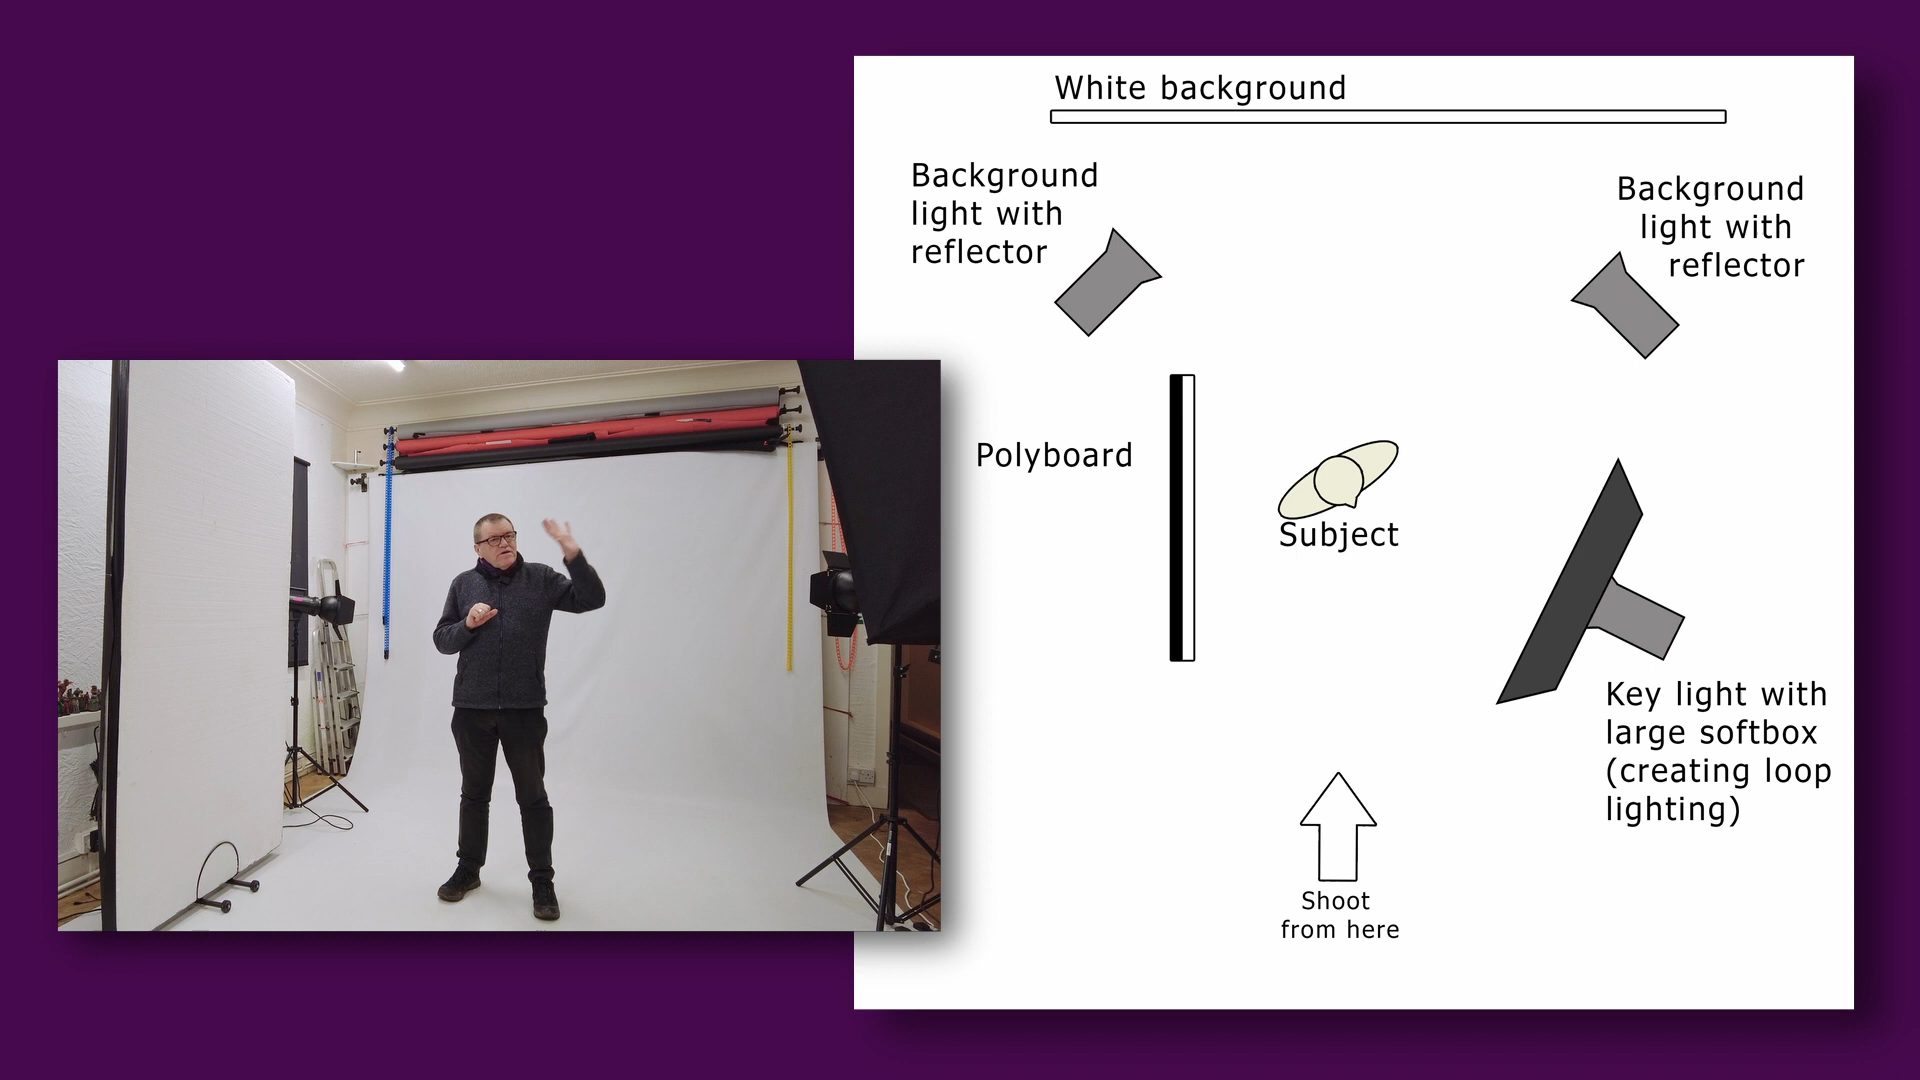 White background
Background
light with
reflector
Background
light with
reflector
Polyboard
Subject
Key light with
large softbox
(creating loop
lighting)
Shoot
from here